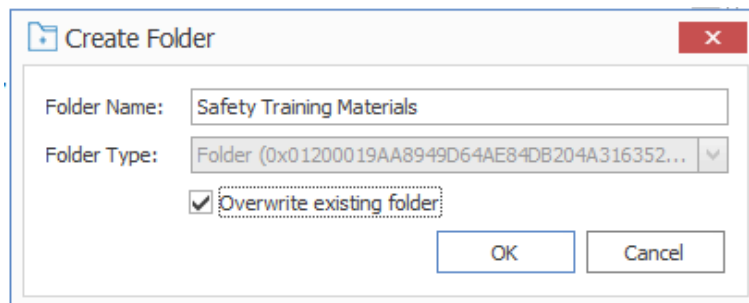 Create Folder
Folder Name: Safety Training Materials
Folder Type: Folder (0x01200019AA8949D64AE84DB204A316352...
Overwrite existing folder
OK Cancel